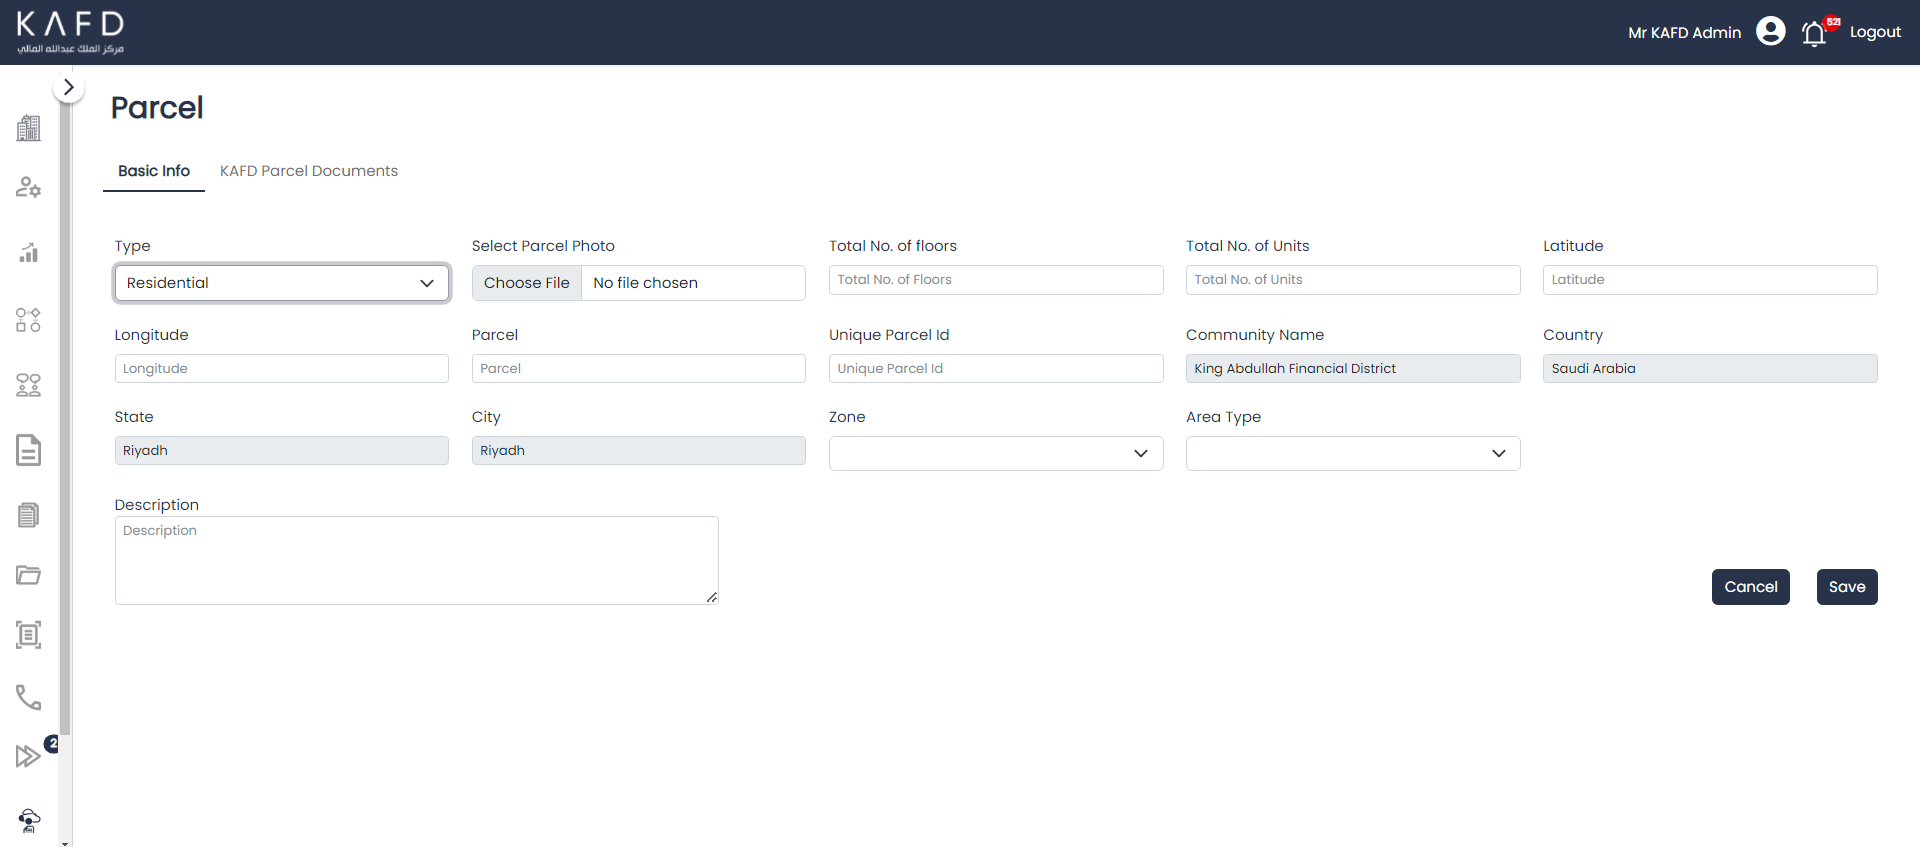 KAFD
مركز الملك عبدالله المالي
Mr KAFD Admin
521
Logout
Parcel
Basic Info
KAFD Parcel Documents
Type
Select Parcel Photo
Total No. of floors
Total No. of Units
Latitude
Residential
Choose File
No file chosen
Total No. of Floors
Total No. of Units
Latitude
Longitude
Parcel
Unique Parcel Id
Community Name
Country
Longitude
Parcel
Unique Parcel Id
King Abdullah Financial District
Saudi Arabia
State
City
Zone
Area Type
Riyadh
Riyadh
Description
Description
Cancel
Save
2